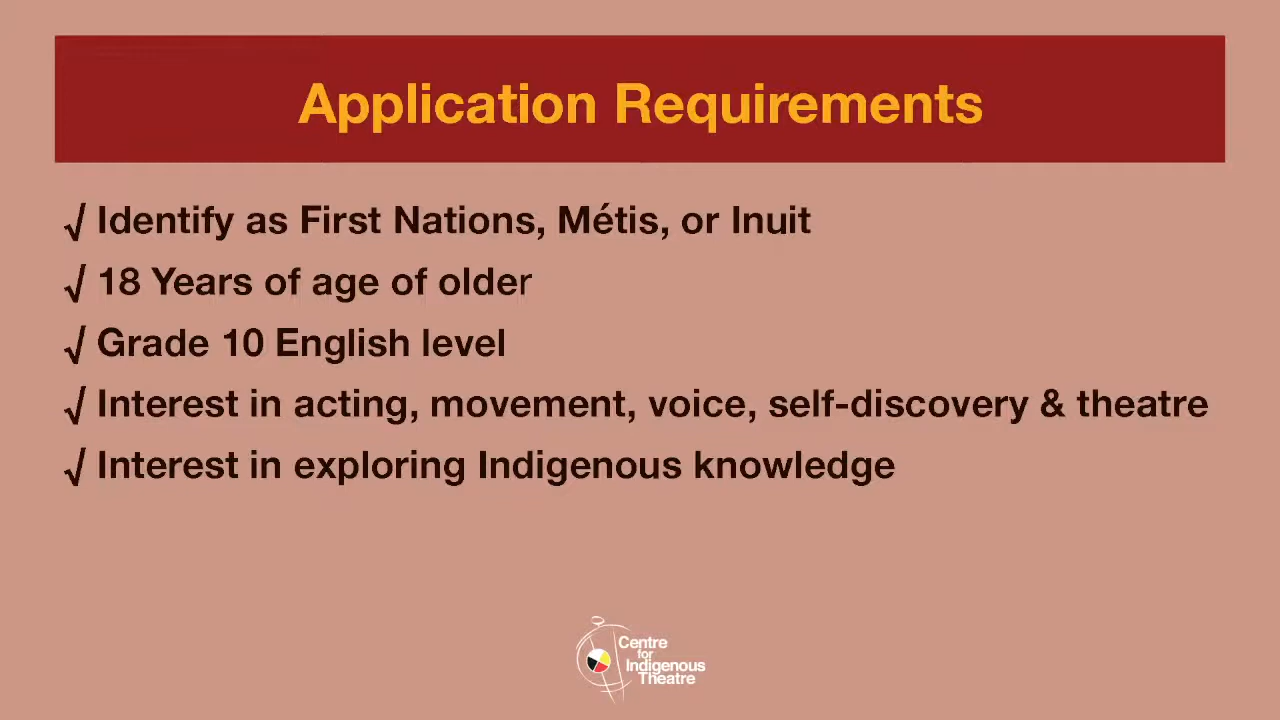 Application Requirements
√ Identify as First Nations, Métis, or Inuit
√ 18 Years of age of older
√ Grade 10 English level
√ Interest in acting, movement, voice, self-discovery & theatre
√ Interest in exploring Indigenous knowledge
Centre
for
Indigenous
Theatre